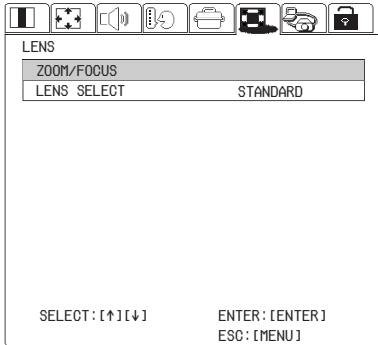 LENS
ZOOM/FOCUS
LENS SELECT STANDARD
SELECT:[↑][↓] ENTER:[ENTER]
ESC:[MENU]